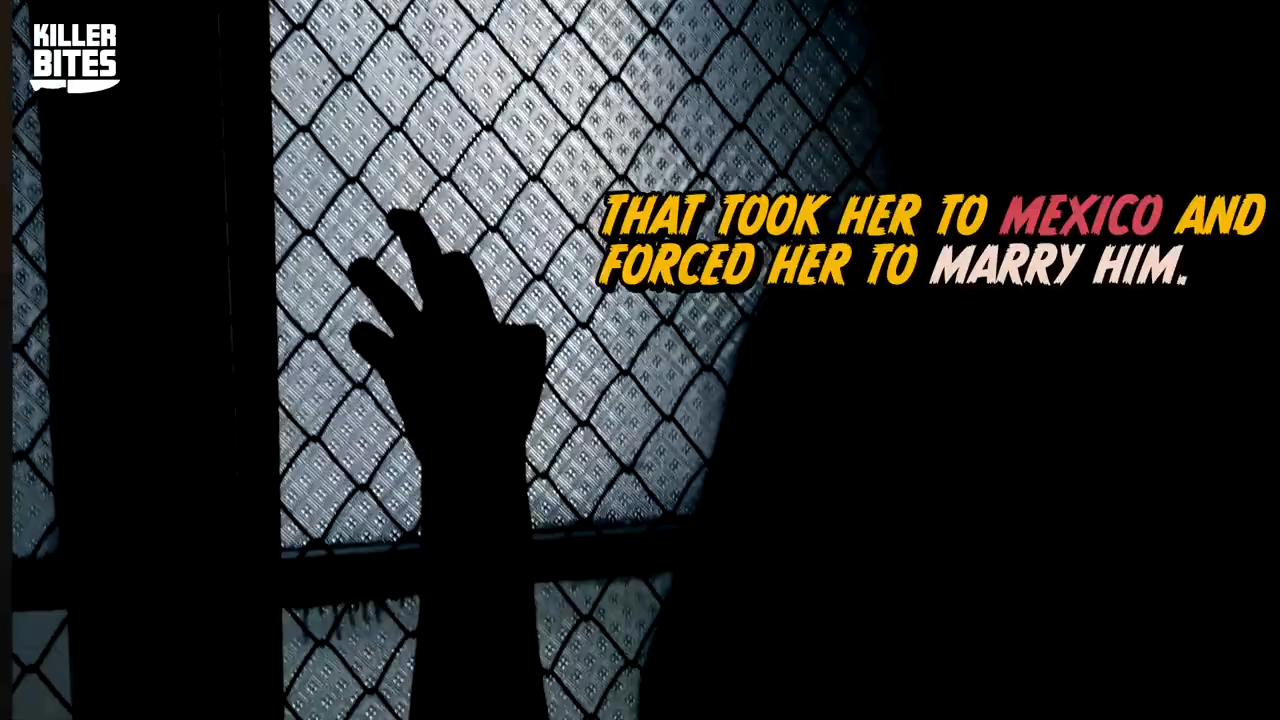 KILLER
BITES
THAT TOOK HER TO MEXICO AND
FORCED HER TO MARRY HIM.